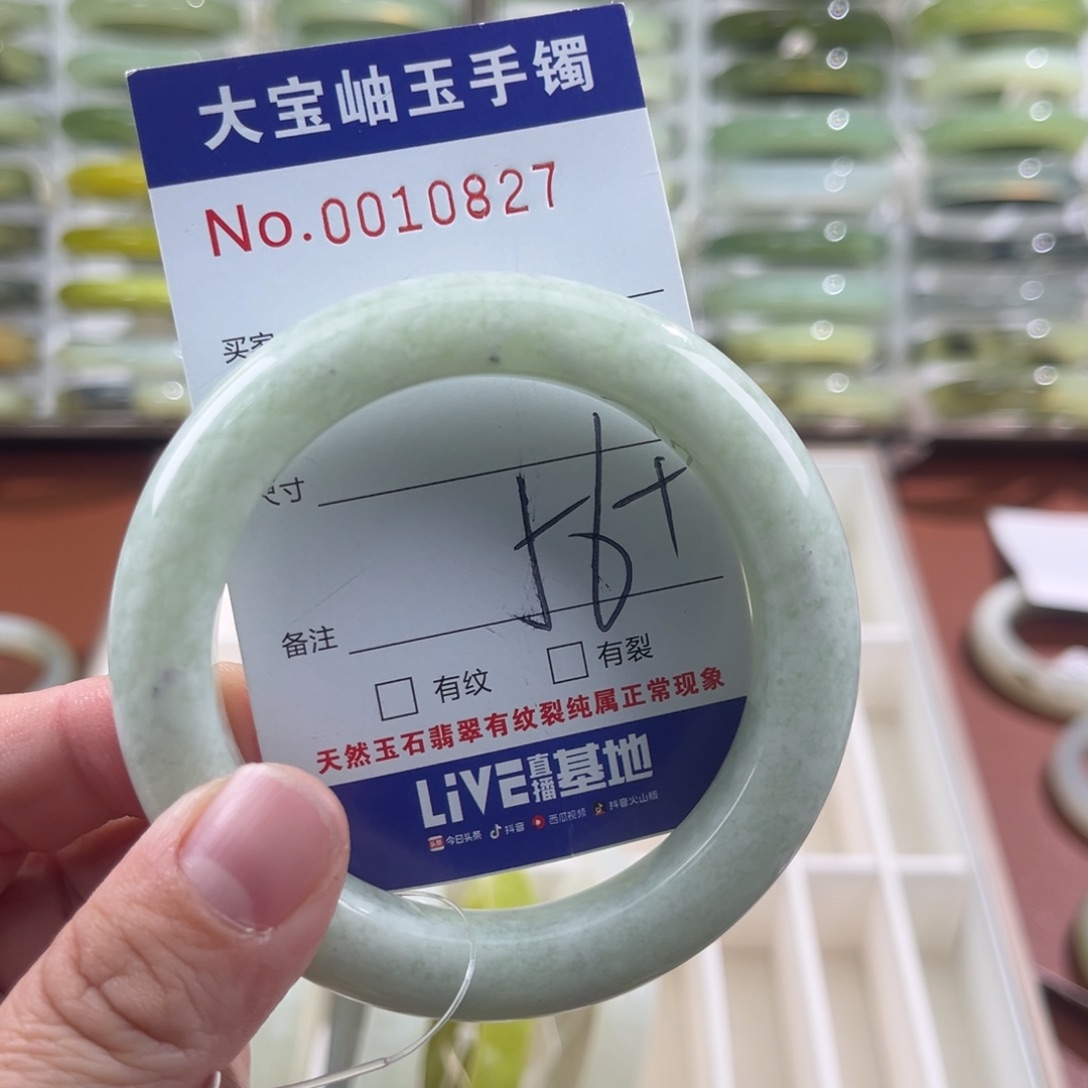 大宝岫玉手镯
No.0010827
买家
尺寸
56+
备注
有纹 有裂
天然玉石翡翠有纹裂纯属正常现象
LiVE直播基地
今日头条 抖音 西瓜视频 抖音火山版